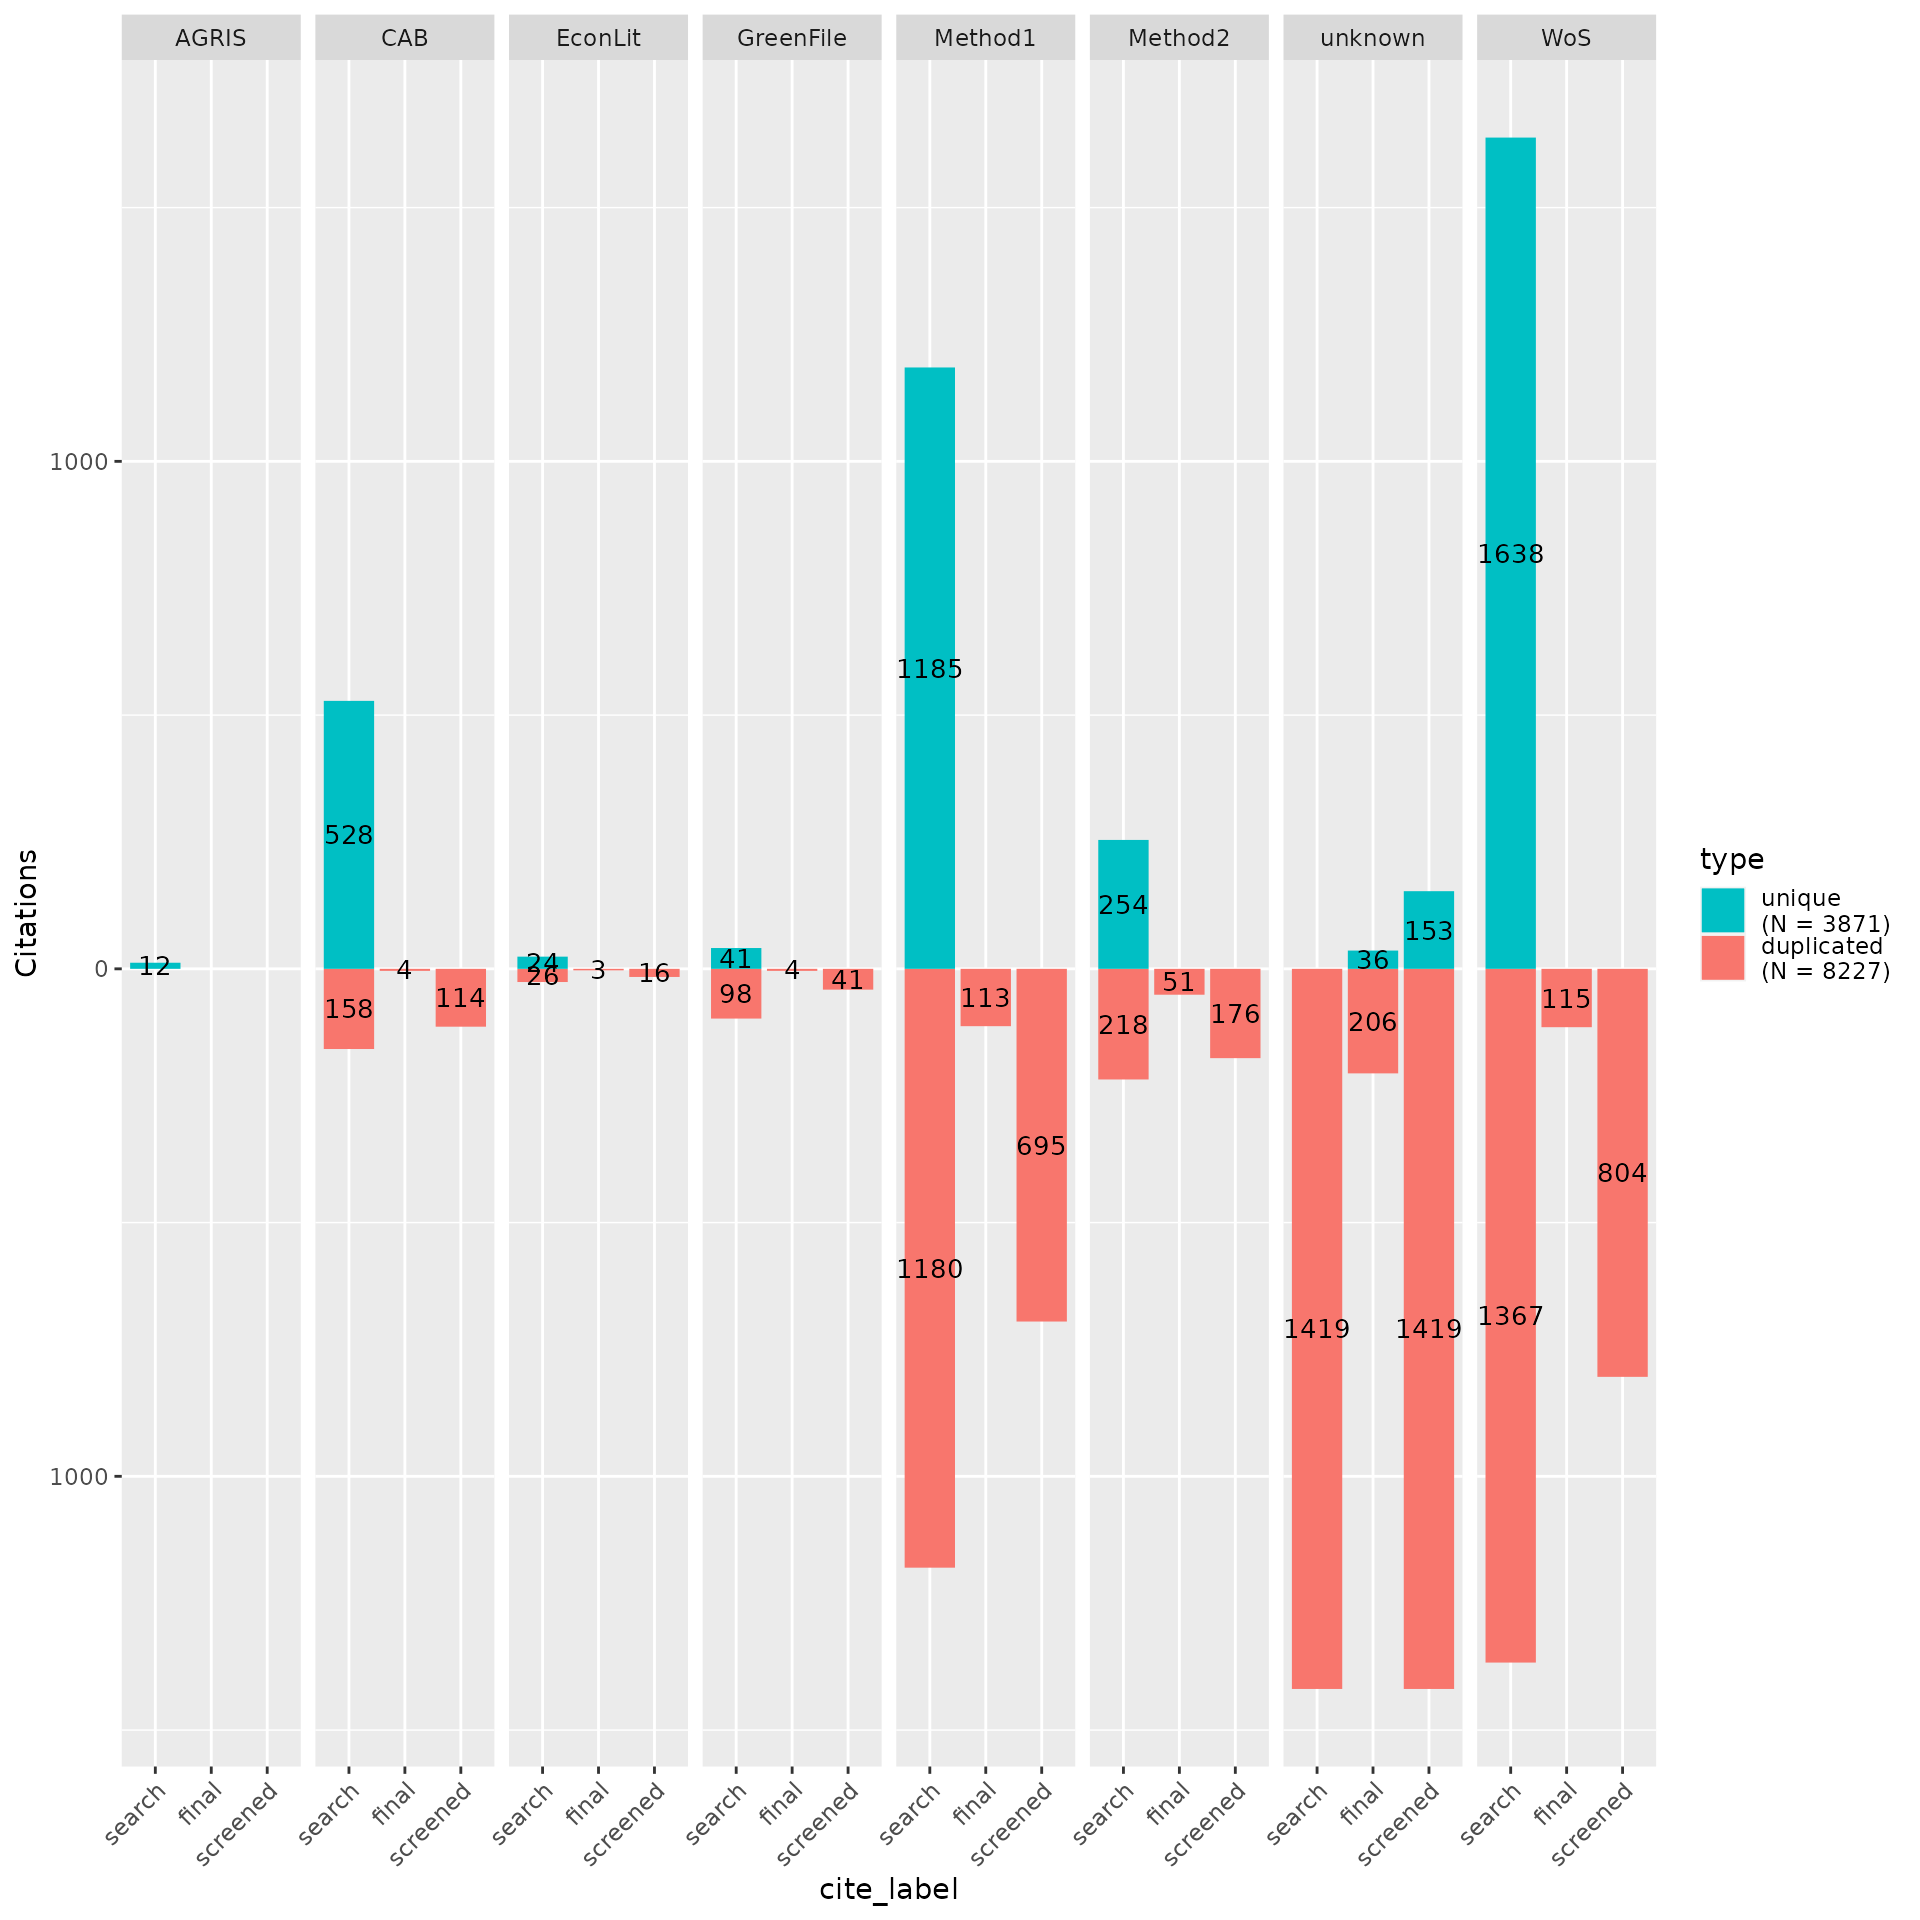 AGRIS CAB EconLit GreenFile Method1 Method2 unknown WoS
1638
1000
1185
528
254
153
12 24 41 36
Citations
0
4 26 3 16 98 4 41 51
158 114 113 218 176 206 115
695
804
1180
1419 1419 1367
1000
type
unique
(N = 3871)
duplicated
(N = 8227)
search final screened search final screened search final screened search final screened search final screened search final screened search final screened search final screened
cite_label